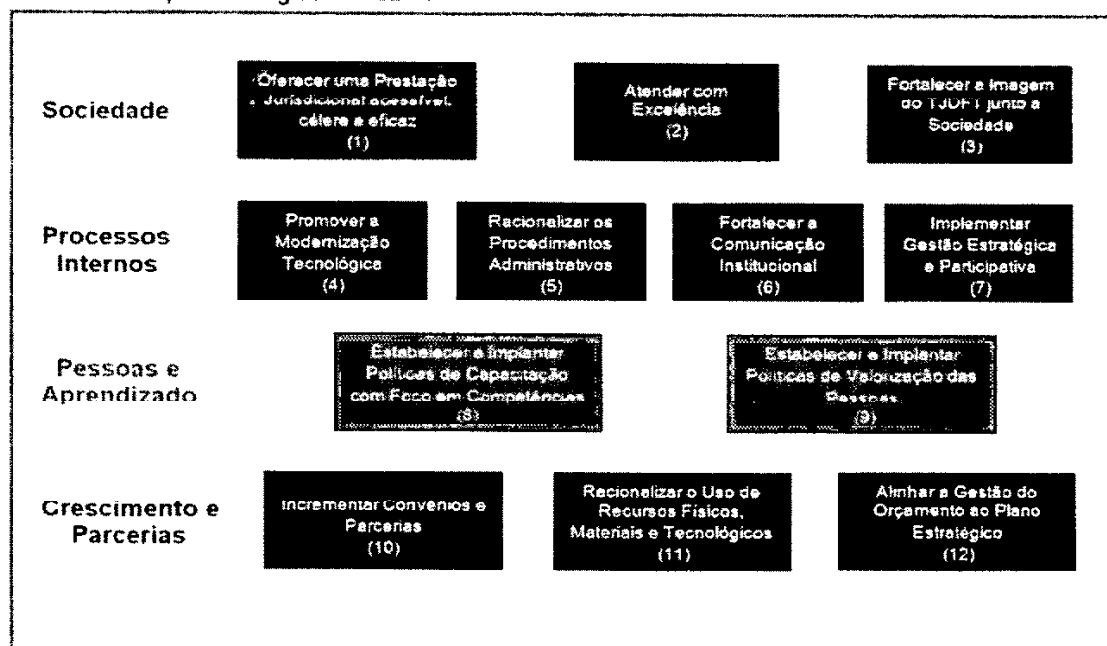 Sociedade
Oferecer uma Prestação
Jurisdicional acessível,
célere e eficaz
(1)
Atender com
Excelência
(2)
Fortalecer a Imagem
do TJDFT junto à
Sociedade
(3)
Processos
Internos
Promover a
Modernização
Tecnológica
(4)
Racionalizar os
Procedimentos
Administrativos
(5)
Fortalecer a
Comunicação
Institucional
(6)
Implementar
Gestão Estratégica
e Participativa
(7)
Pessoas e
Aprendizado
Estabelecer e Implantar
Políticas de Capacitação
com Foco em Competências
(8)
Estabelecer e Implantar
Políticas de Valorização das
Pessoas
(9)
Crescimento e
Parcerias
Incrementar Convênios e
Parcerias
(10)
Racionalizar o Uso de
Recursos Físicos,
Materiais e Tecnológicos
(11)
Alinhar a Gestão do
Orçamento ao Plano
Estratégico
(12)